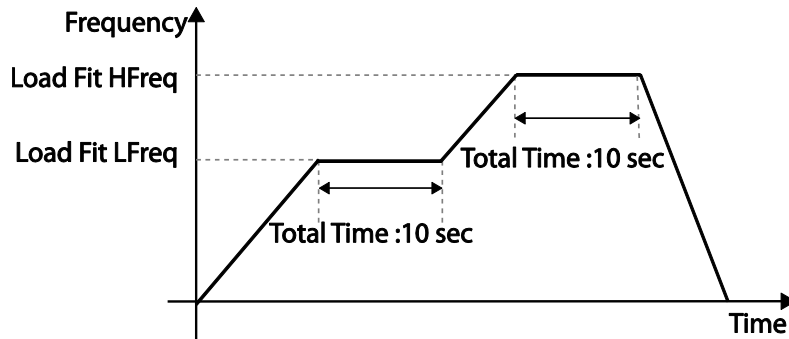 Frequency
Load Fit HFreq
Load Fit LFreq
Total Time :10 sec
Total Time :10 sec
Time